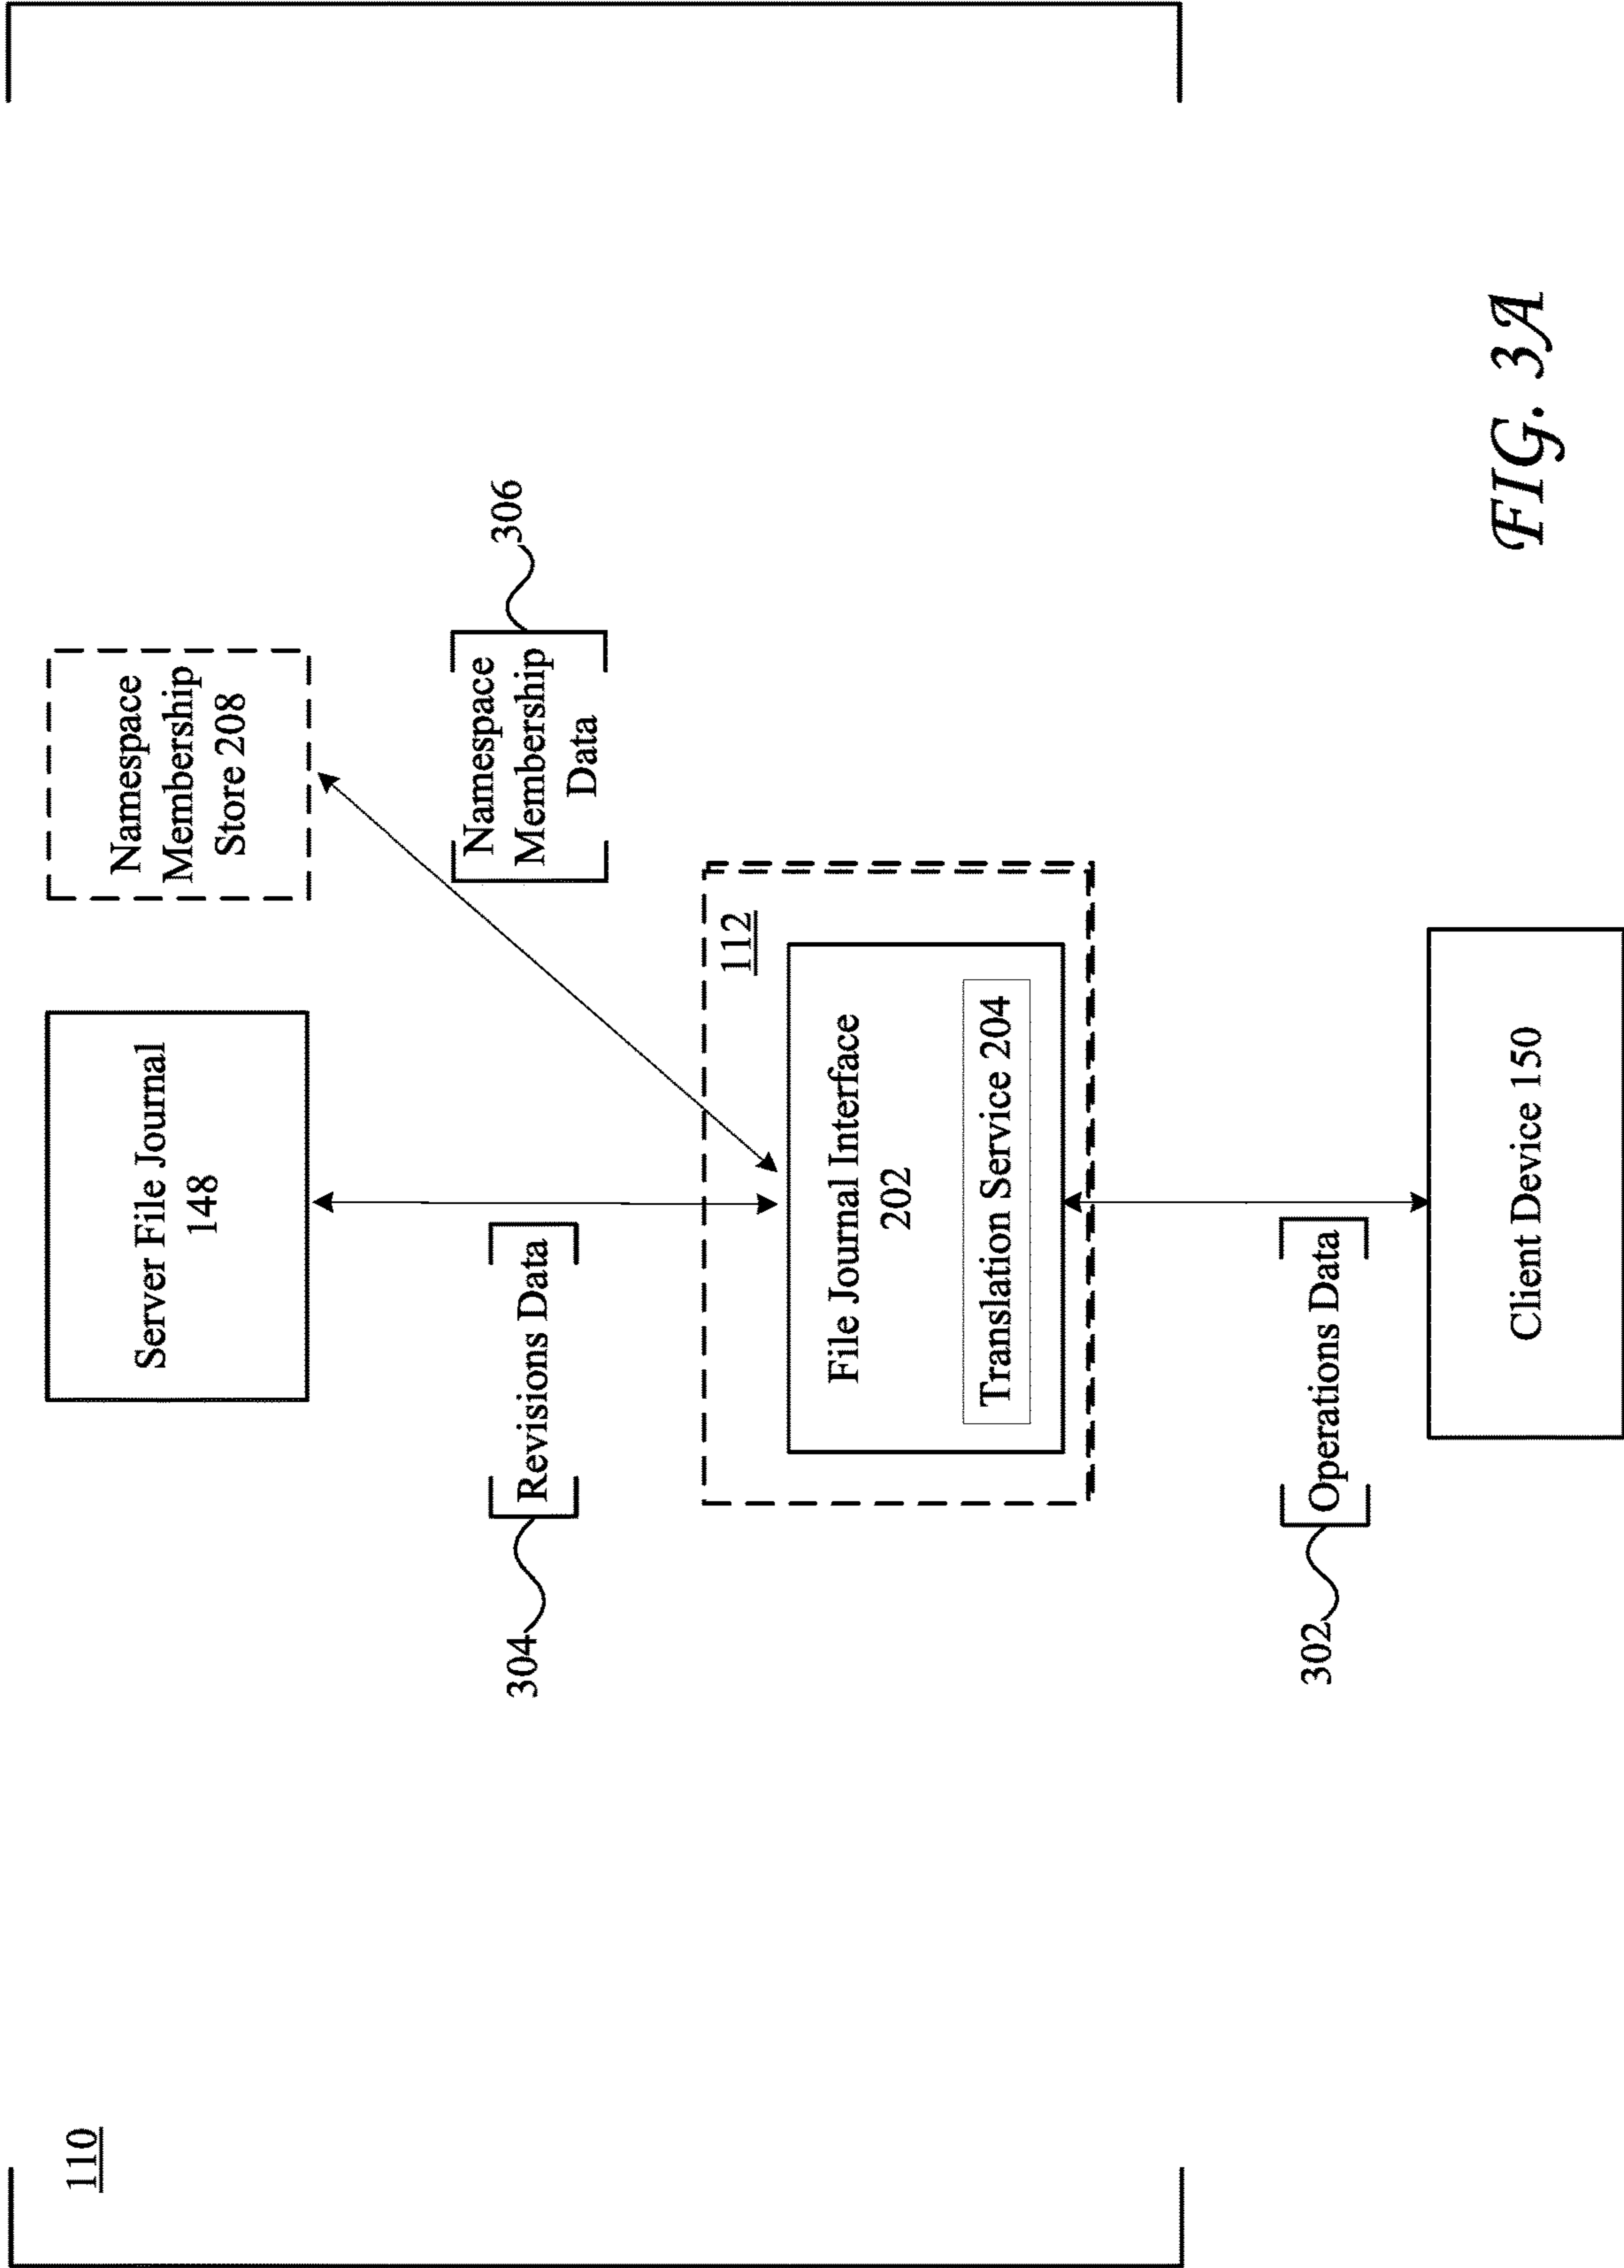 110
Server File Journal
148
Namespace
Membership
Store 208
304
Revisions Data
Namespace
Membership
Data
306
112
File Journal Interface
202
Translation Service 204
302
Operations Data
Client Device 150
FIG. 3A